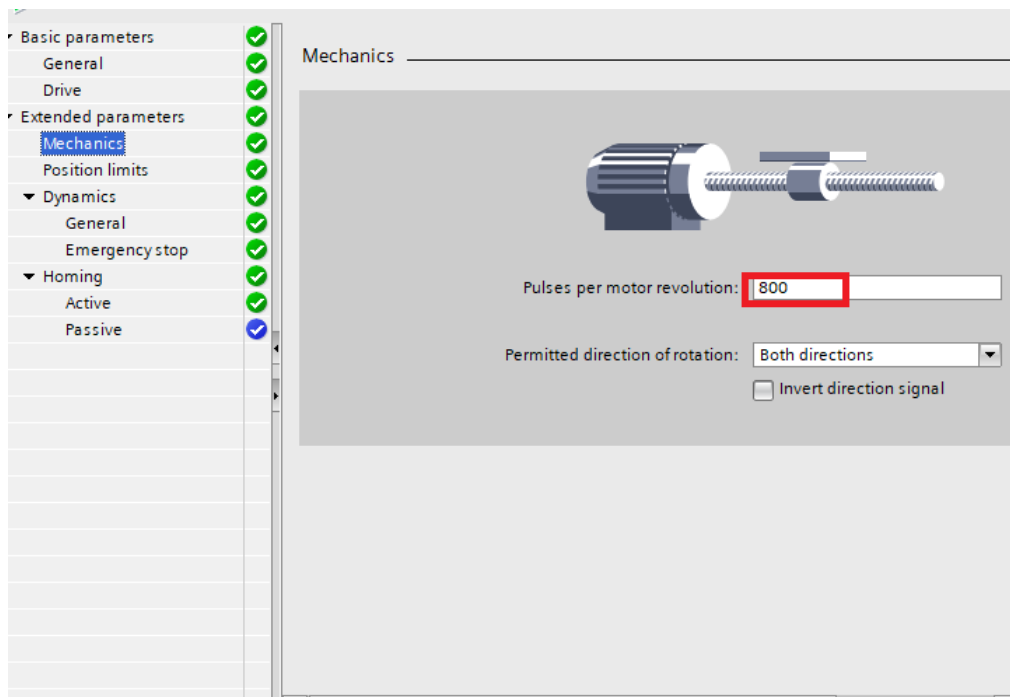 Basic parameters
General
Drive
Extended parameters
Mechanics
Position limits
Dynamics
General
Emergency stop
Homing
Active
Passive
Mechanics
Pulses per motor revolution: 800
Permitted direction of rotation: Both directions
Invert direction signal